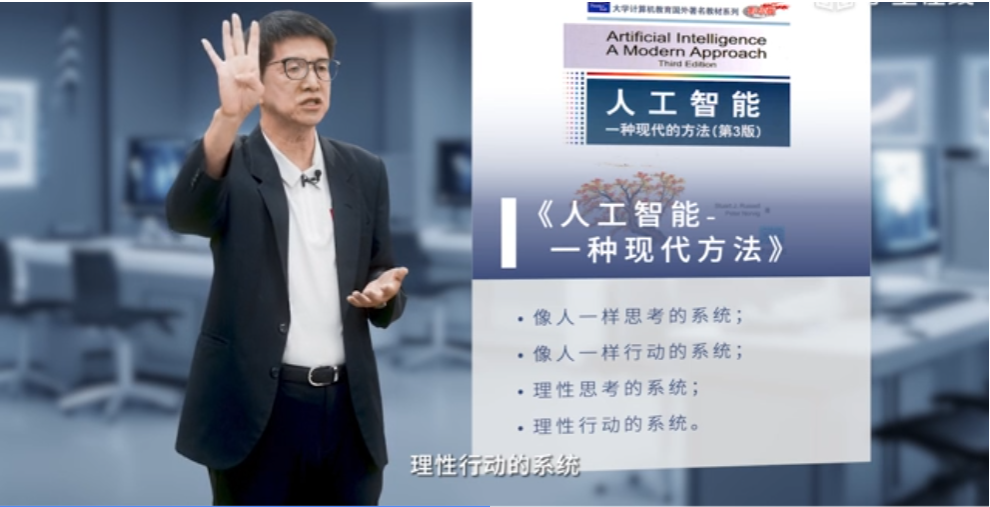 大学计算机教育国外著名教材系列
Artificial Intelligence
A Modern Approach
Third Edition
人工智能
一种现代的方法(第3版)
《人工智能-
一种现代方法》
• 像人一样思考的系统；
• 像人一样行动的系统；
• 理性思考的系统；
• 理性行动的系统。
理性行动的系统